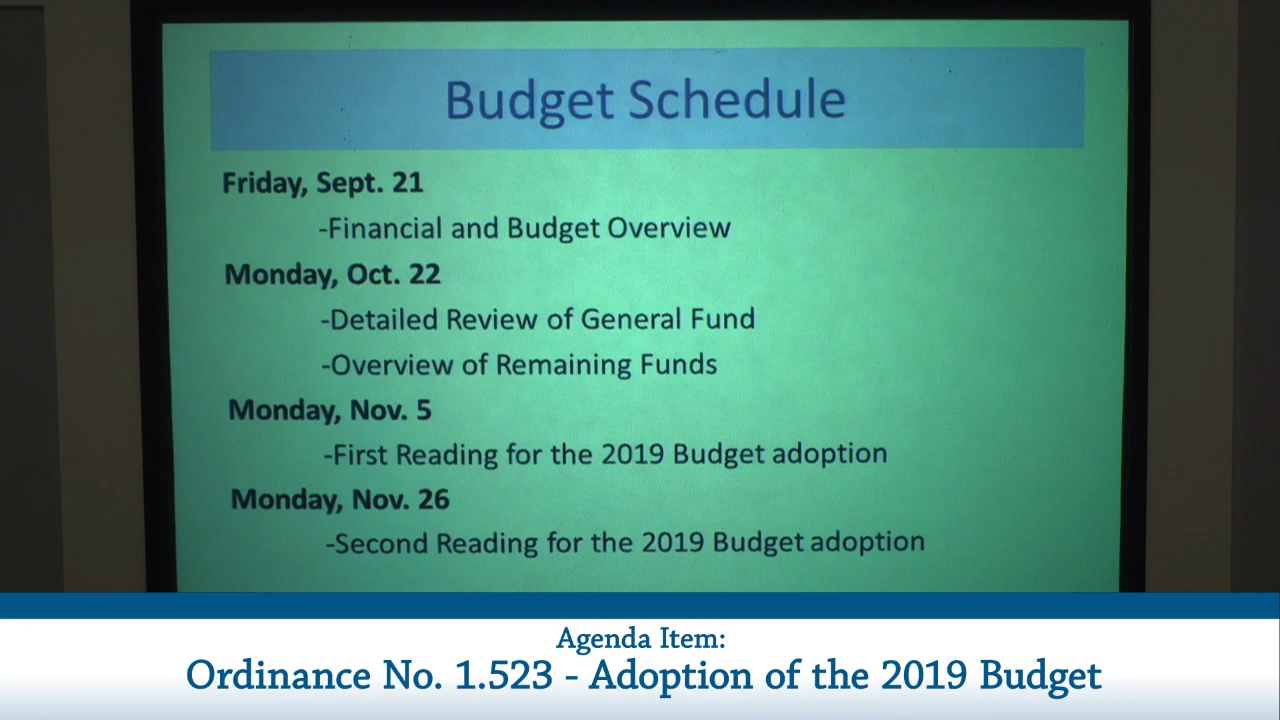 Budget Schedule
Friday, Sept. 21
-Financial and Budget Overview
Monday, Oct. 22
-Detailed Review of General Fund
-Overview of Remaining Funds
Monday, Nov. 5
-First Reading for the 2019 Budget adoption
Monday, Nov. 26
-Second Reading for the 2019 Budget adoption
Agenda Item:
Ordinance No. 1.523 - Adoption of the 2019 Budget